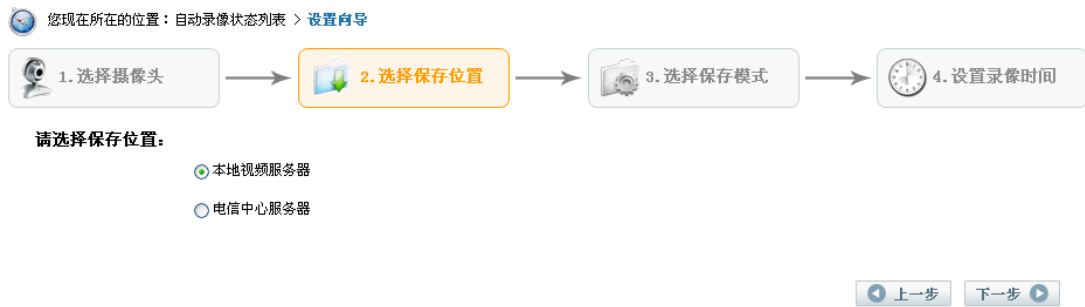 您现在所在的位置：自动录像状态列表 > 设置向导
1.选择摄像头
2.选择保存位置
3.选择保存模式
4.设置录像时间
请选择保存位置：
本地视频服务器
电信中心服务器
上一步 下一步